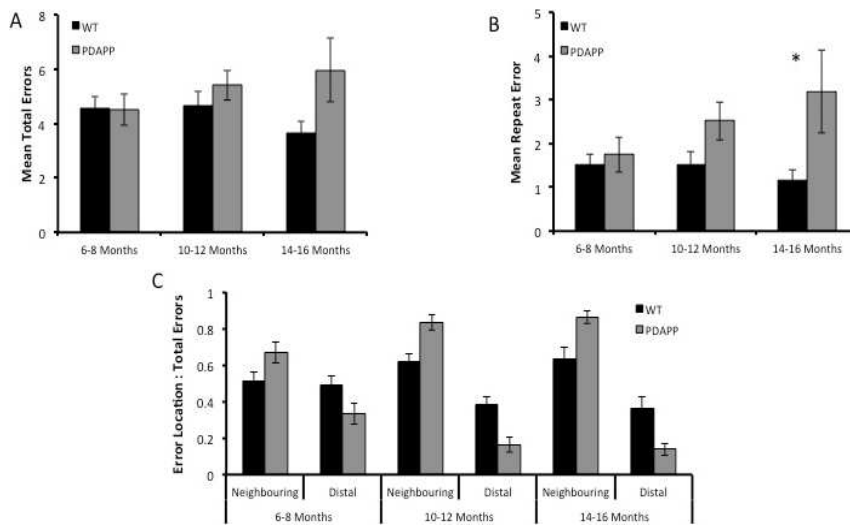 A
WT
PDAPP
Mean Total Errors
8
6
4
2
0
6-8 Months 10-12 Months 14-16 Months
B
WT
PDAPP
*
Mean Repeat Error
5
4
3
2
1
0
6-8 Months 10-12 Months 14-16 Months
C
WT
PDAPP
Error Location : Total Errors
1
0.8
0.6
0.4
0.2
0
Neighbouring Distal Neighbouring Distal Neighbouring Distal
6-8 Months 10-12 Months 14-16 Months